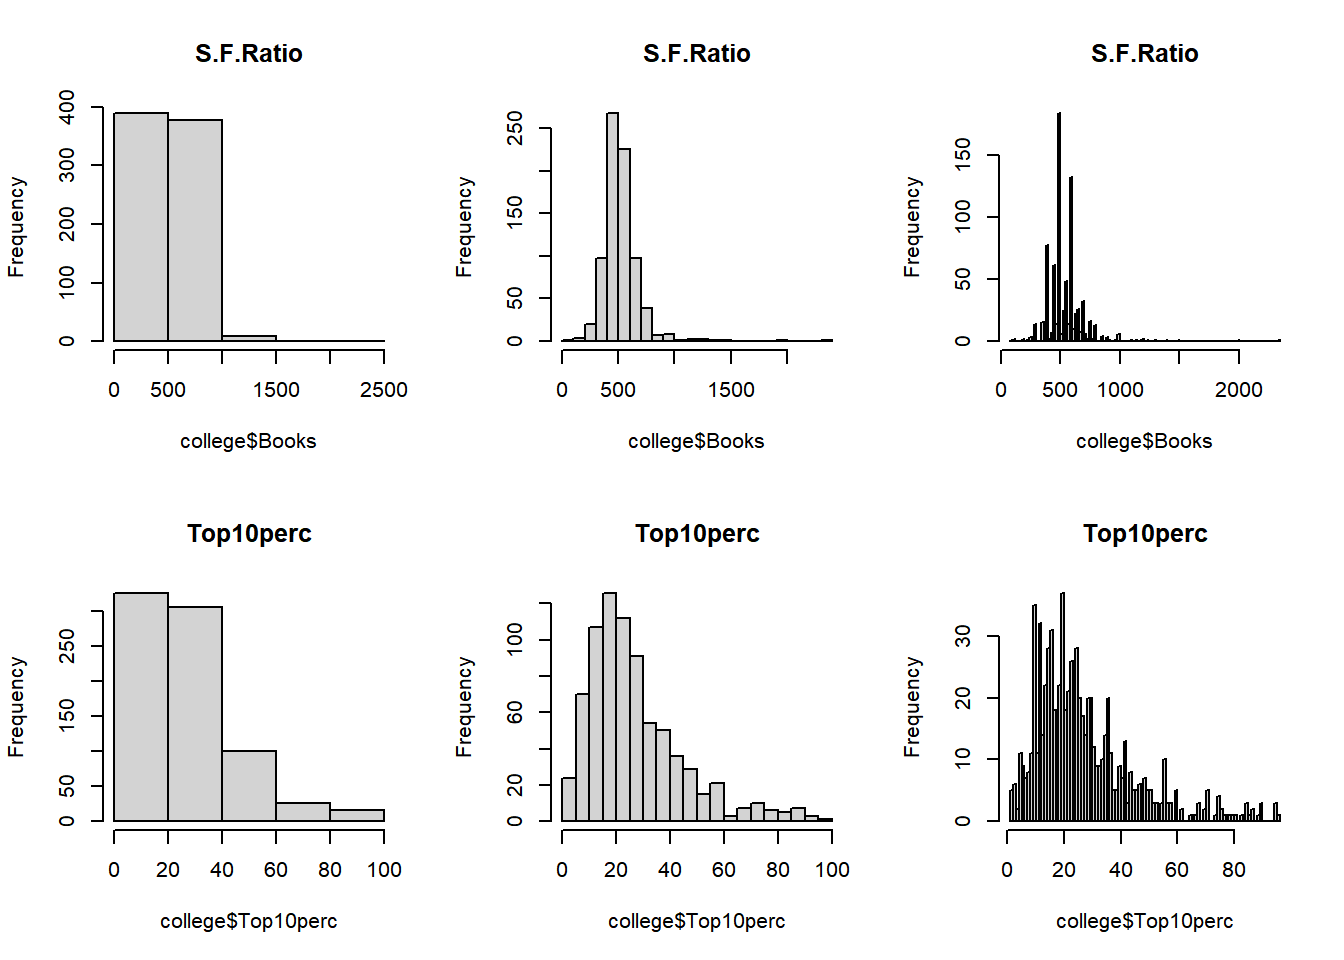 S.F.Ratio
Frequency
0 100 200 300 400
0 500 1500 2500
college$Books
S.F.Ratio
Frequency
0 50 150 250
0 500 1500
college$Books
S.F.Ratio
Frequency
0 50 100 150
0 500 1000 2000
college$Books
Top10perc
Frequency
0 50 150 250
0 20 40 60 80 100
college$Top10perc
Top10perc
Frequency
0 20 60 100
0 20 40 60 80 100
college$Top10perc
Top10perc
Frequency
0 10 20 30
0 20 40 60 80
college$Top10perc